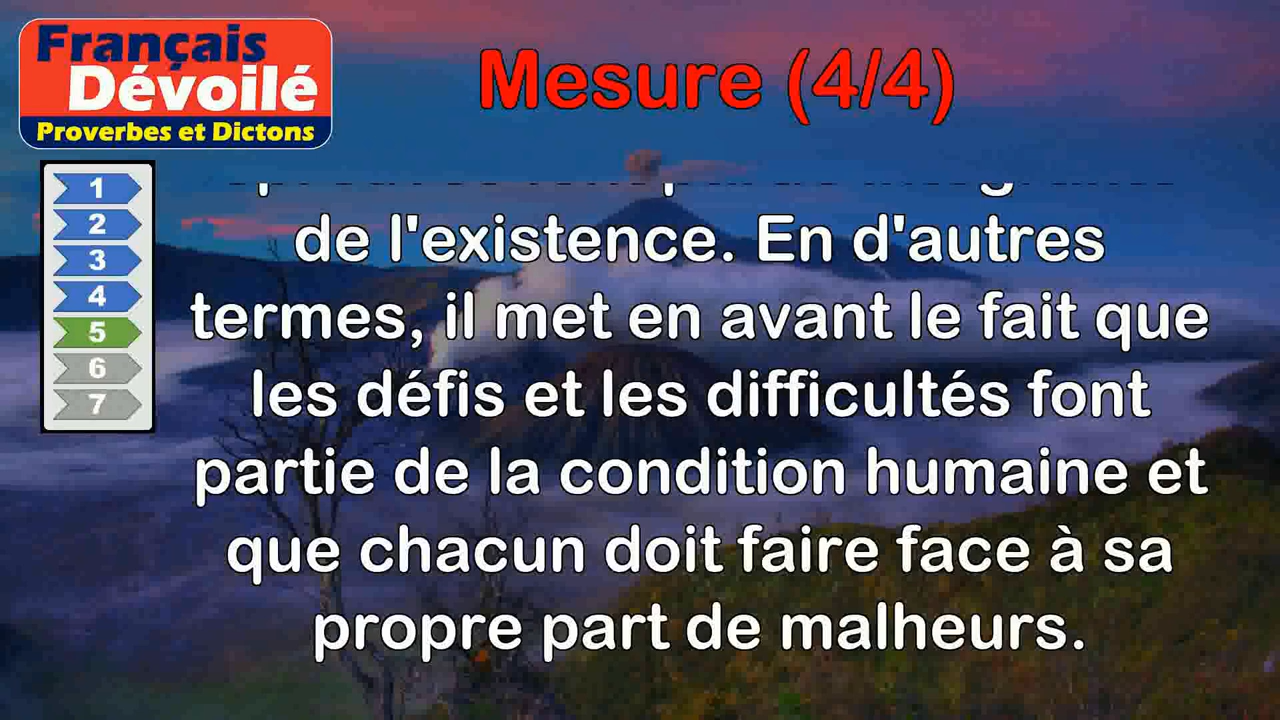 Français
Dévoilé
Proverbes et Dictons
Mesure (4/4)
1
2
3
4
5
6
7
de l'existence. En d'autres
termes, il met en avant le fait que
les défis et les difficultés font
partie de la condition humaine et
que chacun doit faire face à sa
propre part de malheurs.